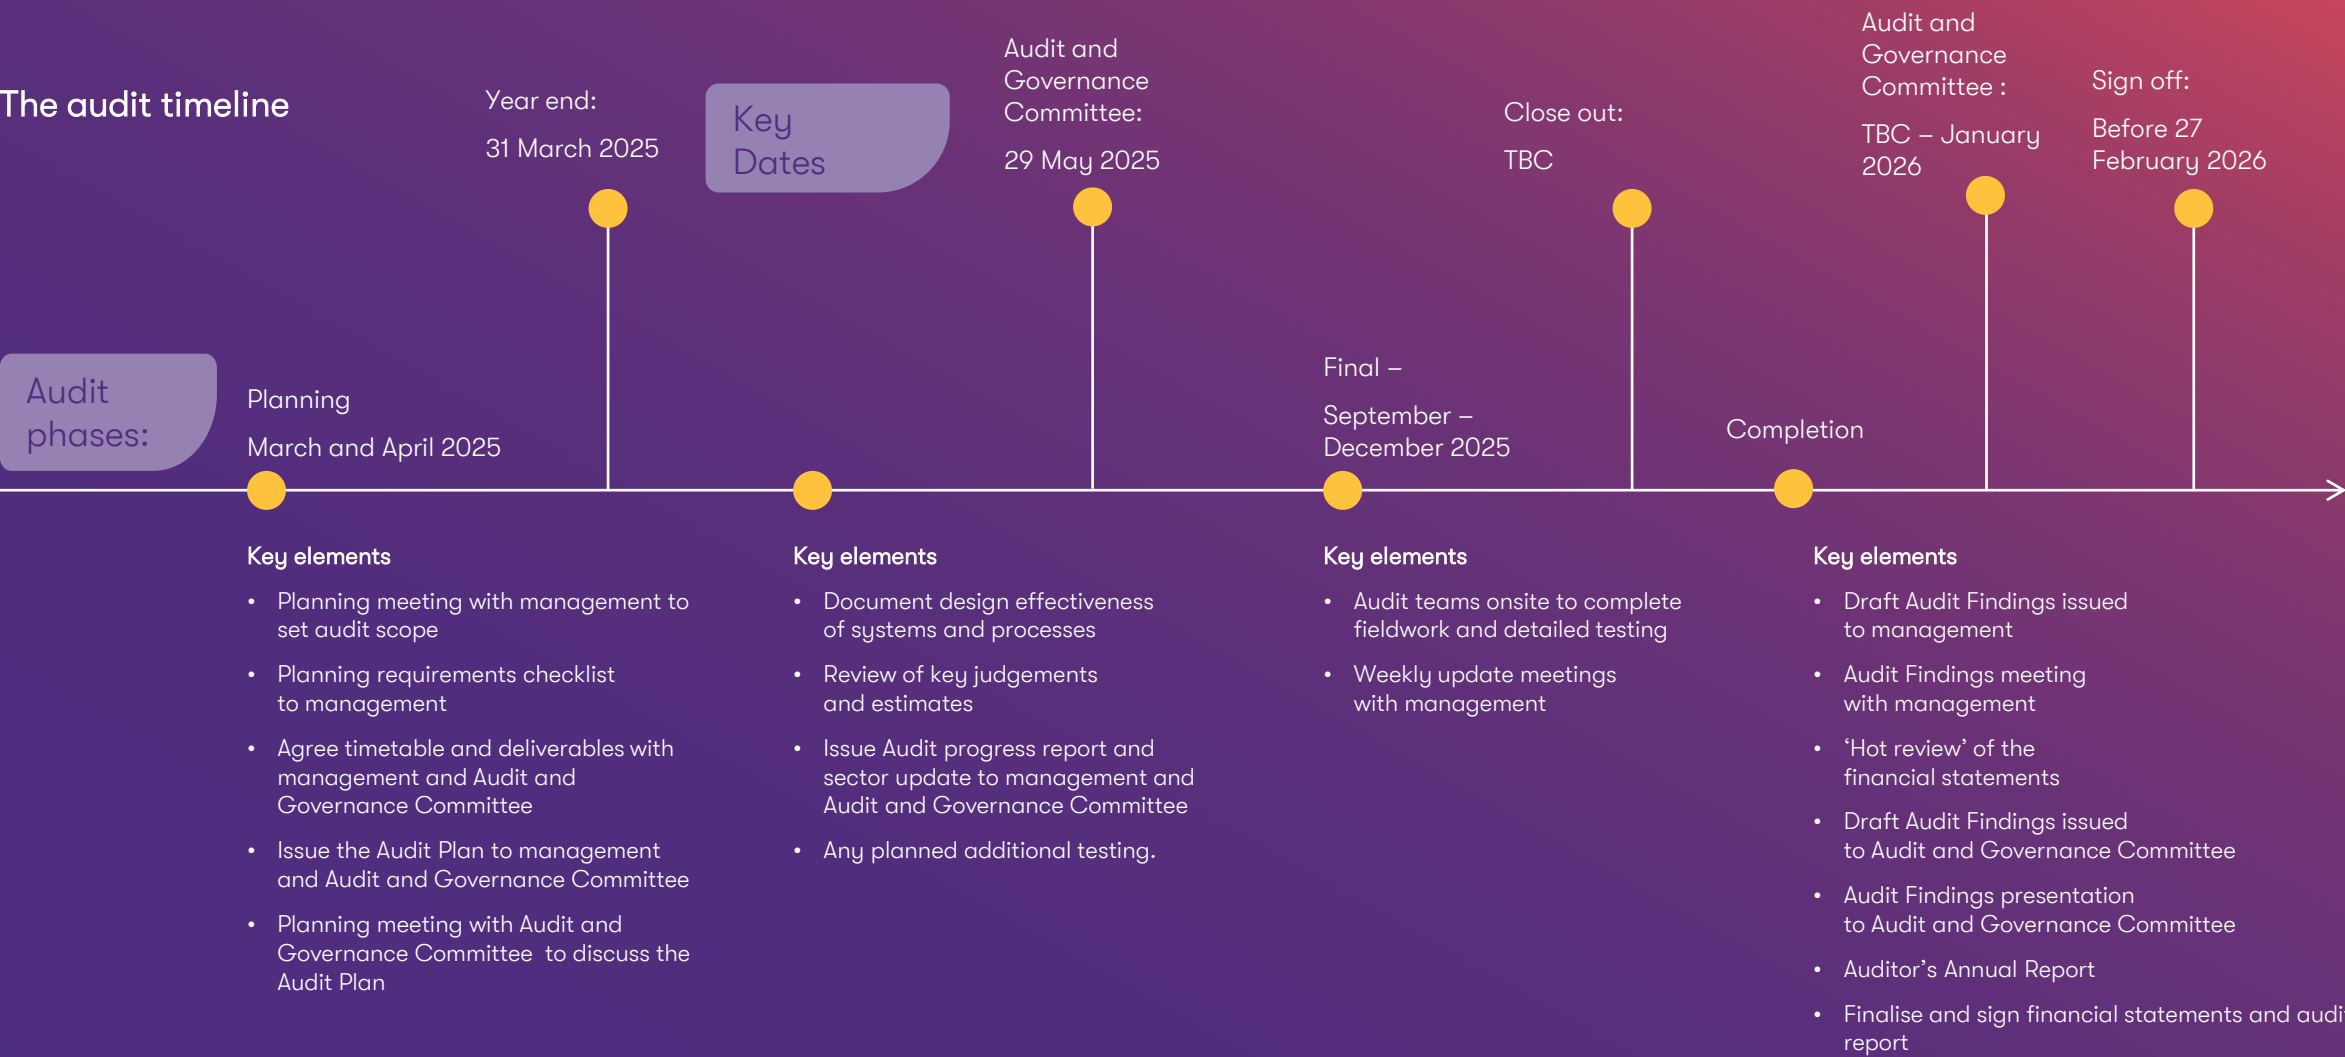 The audit timeline
Year end:
31 March 2025
Key
Dates
Audit and
Governance
Committee:
29 May 2025
Close out:
TBC
Audit and
Governance
Committee :
TBC – January
2026
Sign off:
Before 27
February 2026
Audit
phases:
Planning
March and April 2025
Final –
September –
December 2025
Completion
Key elements
• Planning meeting with management to
set audit scope
• Planning requirements checklist
to management
• Agree timetable and deliverables with
management and Audit and
Governance Committee
• Issue the Audit Plan to management
and Audit and Governance Committee
• Planning meeting with Audit and
Governance Committee  to discuss the
Audit Plan
Key elements
• Document design effectiveness
of systems and processes
• Review of key judgements
and estimates
• Issue Audit progress report and
sector update to management and
Audit and Governance Committee
• Any planned additional testing.
Key elements
• Audit teams onsite to complete
fieldwork and detailed testing
• Weekly update meetings
with management
Key elements
• Draft Audit Findings issued
to management
• Audit Findings meeting
with management
• ‘Hot review’ of the
financial statements
• Draft Audit Findings issued
to Audit and Governance Committee
• Audit Findings presentation
to Audit and Governance Committee
• Auditor’s Annual Report
• Finalise and sign financial statements and audit
report